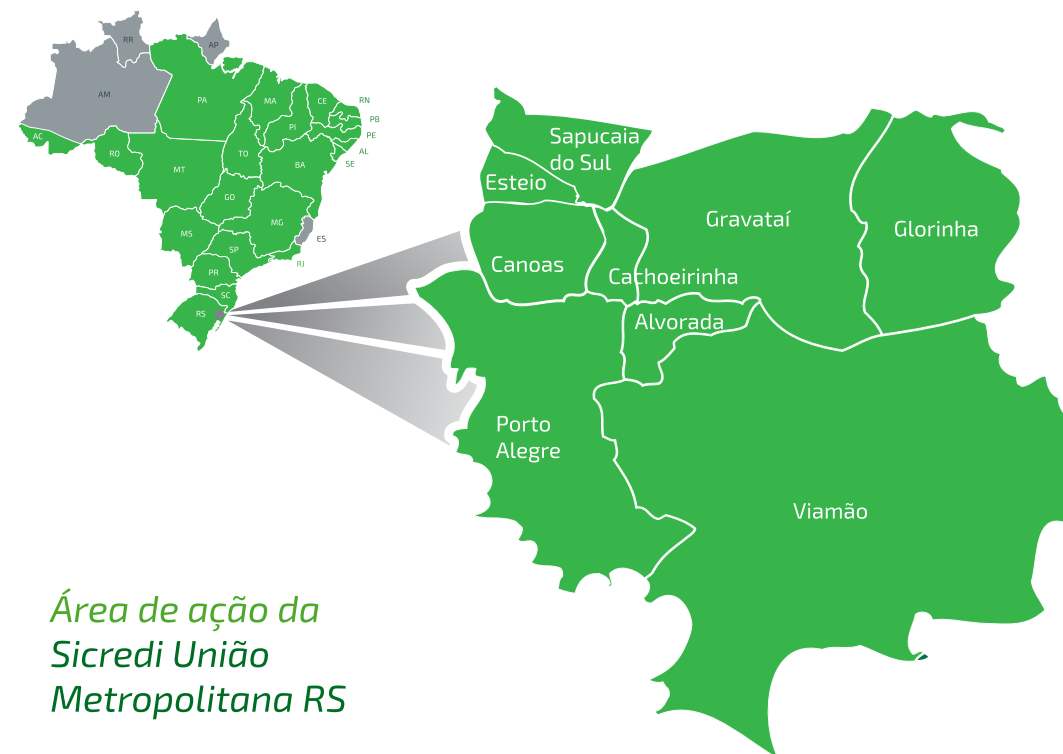 RR
AP
AM
PA
MA
CE
RN
PB
PI
PE
AC
AL
RO
TO
SE
BA
MT
GO
MG
MS
ES
SP
RJ
PR
SC
RS
Sapucaia
do Sul
Esteio
Gravataí
Glorinha
Canoas
Cachoeirinha
Alvorada
Porto
Alegre
Viamão
Área de ação da
Sicredi União
Metropolitana RS